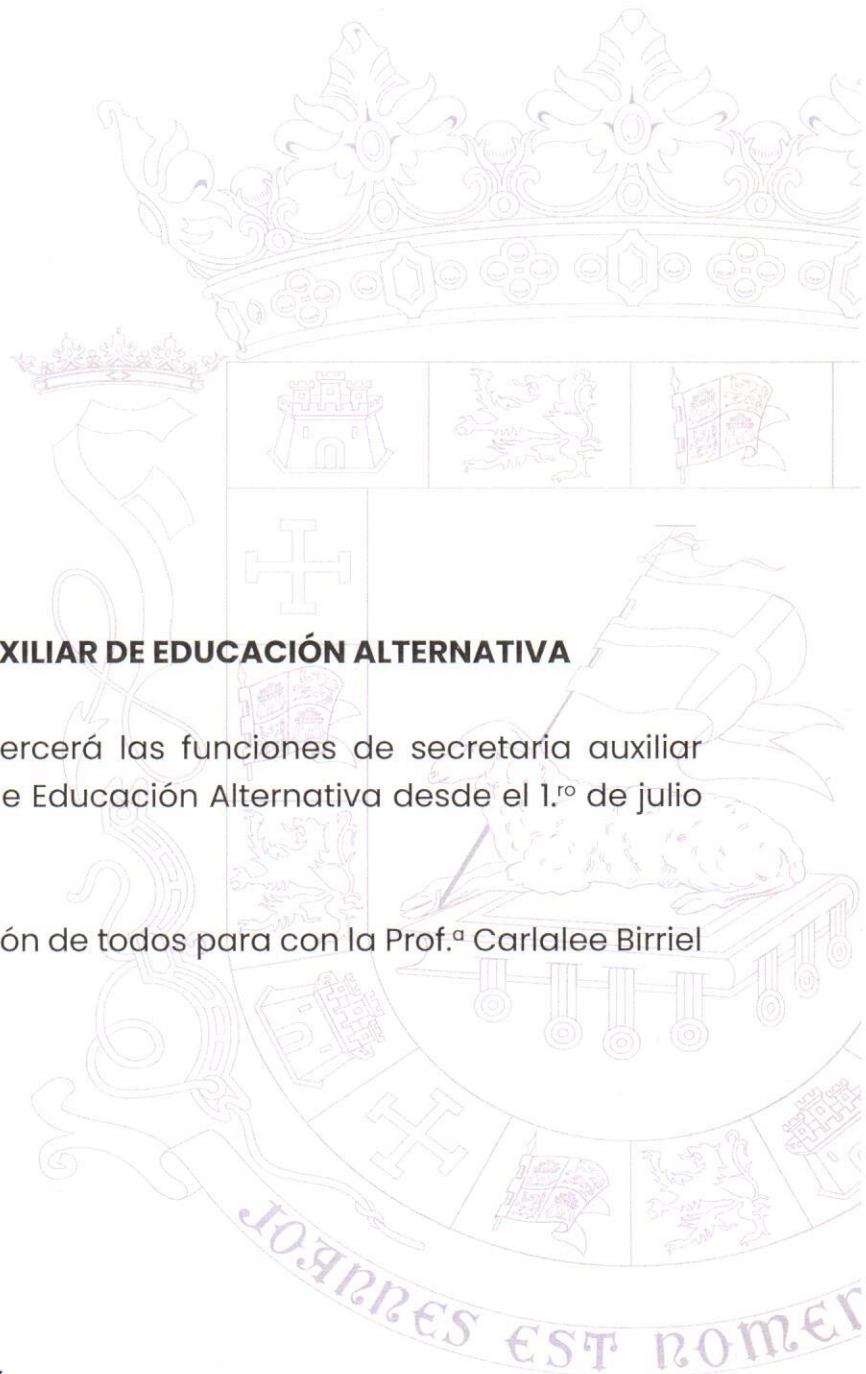 XILIAR DE EDUCACIÓN ALTERNATIVA
ercerá las funciones de secretaria auxiliar
e Educación Alternativa desde el 1.ʳᵒ de julio
ón de todos para con la Prof.ª Carlalee Birriel
JOANNES EST NOMEN